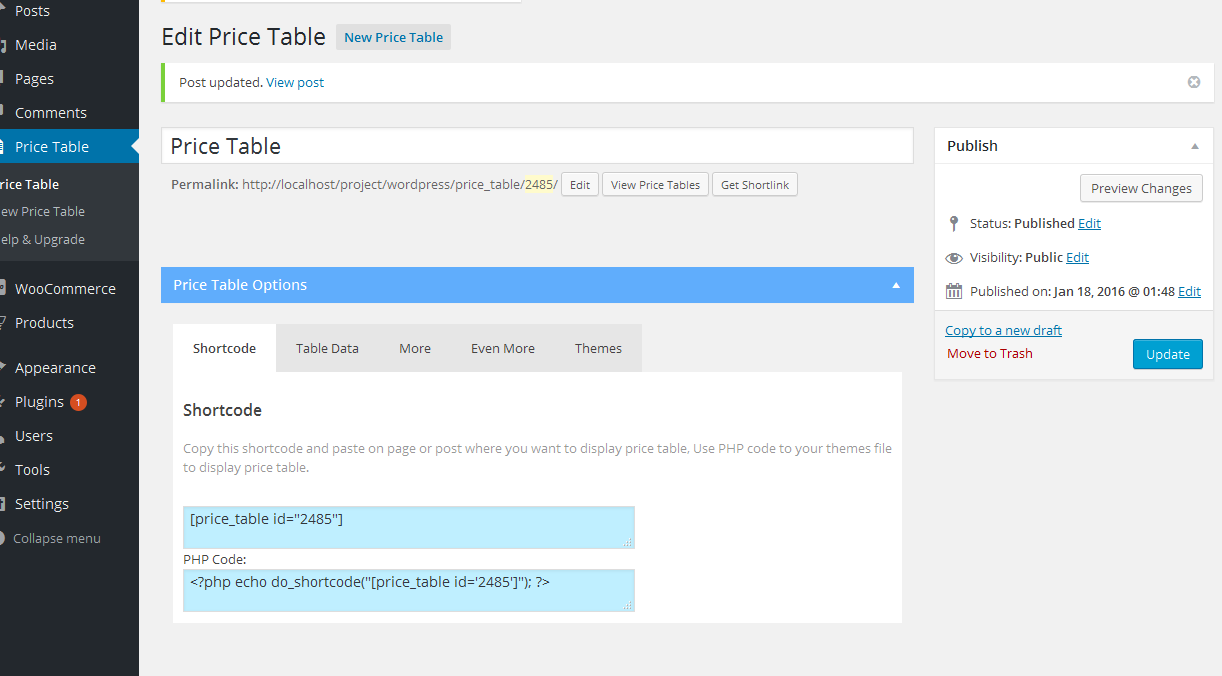 Posts
Media
Pages
Comments
Price Table
rice Table
ew Price Table
elp & Upgrade
WooCommerce
Products
Appearance
Plugins 1
Users
Tools
Settings
Collapse menu
Edit Price Table New Price Table
Post updated. View post
Price Table
Permalink: http://localhost/project/wordpress/price_table/2485/ Edit View Price Tables Get Shortlink
Price Table Options
Shortcode Table Data More Even More Themes
Shortcode
Copy this shortcode and paste on page or post where you want to display price table, Use PHP code to your themes file
to display price table.
[price_table id="2485"]
PHP Code:
<?php echo do_shortcode("[price_table id='2485']"); ?>
Publish
Preview Changes
Status: Published Edit
Visibility: Public Edit
Published on: Jan 18, 2016 @ 01:48 Edit
Copy to a new draft
Move to Trash
Update